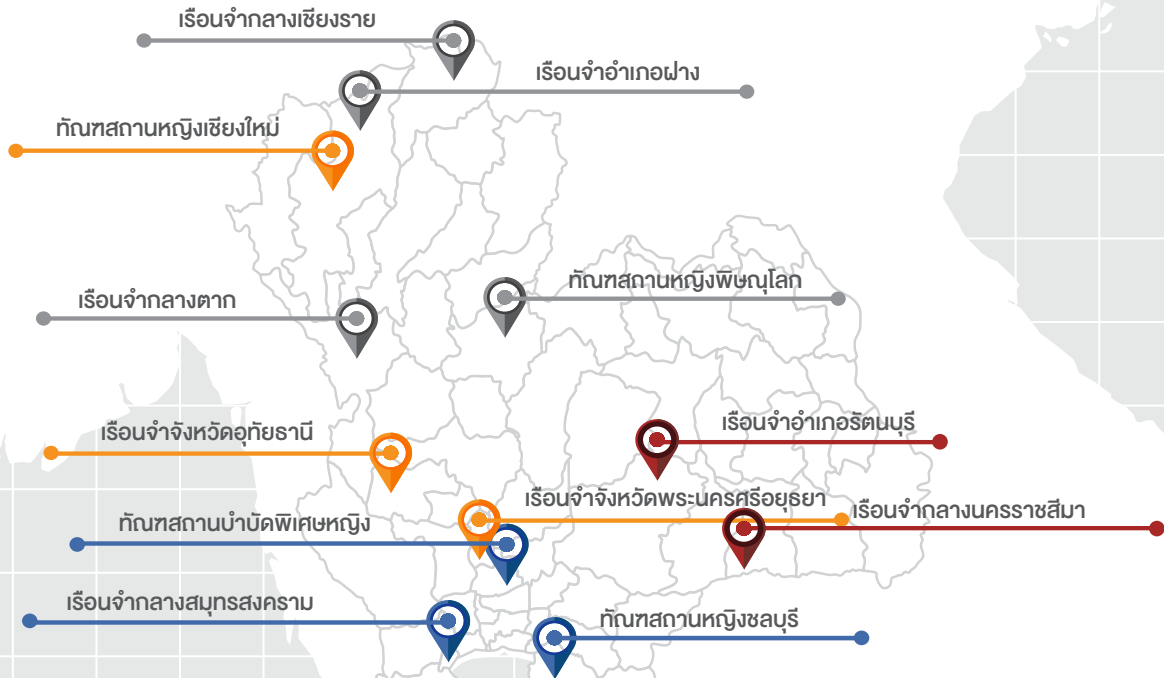 เรือนจำกลางเชียงราย
เรือนจำอำเภอฝาง
ทัณฑสถานหญิงเชียงใหม่
ทัณฑสถานหญิงพิษณุโลก
เรือนจำกลางตาก
เรือนจำอำเภอรัตนบุรี
เรือนจำจังหวัดอุทัยธานี
เรือนจำจังหวัดพระนครศรีอยุธยา
เรือนจำกลางนครราชสีมา
ทัณฑสถานบำบัดพิเศษหญิง
เรือนจำกลางสมุทรสงคราม
ทัณฑสถานหญิงชลบุรี